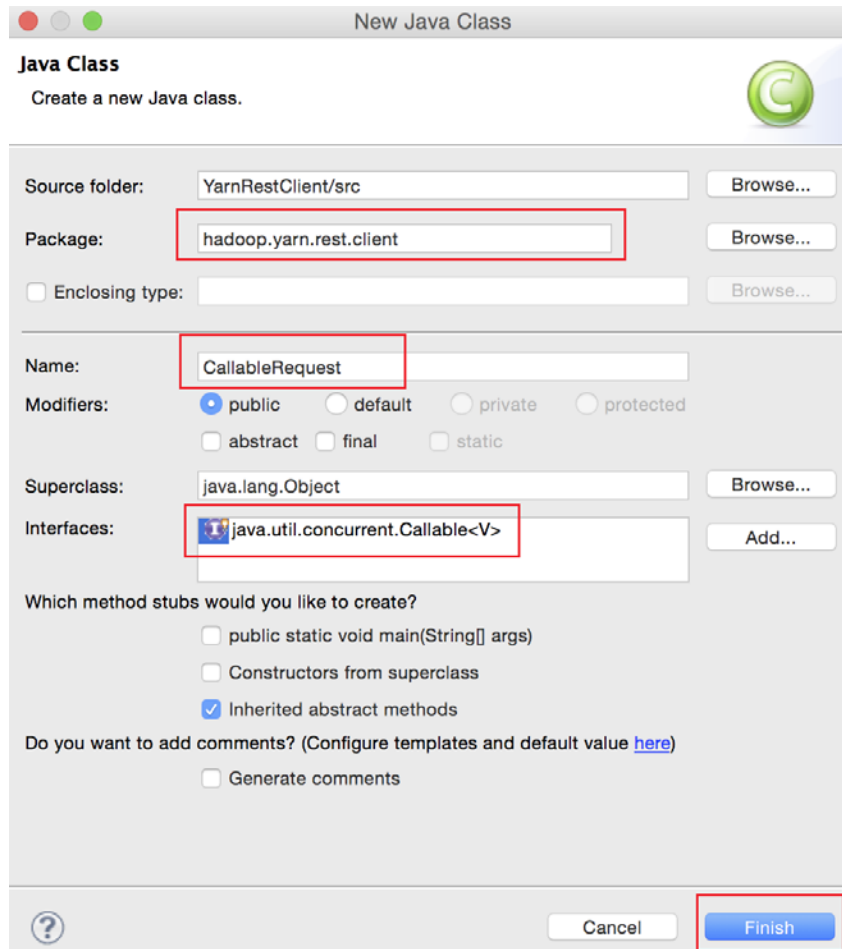 New Java Class
Java Class
Create a new Java class.
C
Source folder: YarnRestClient/src Browse...
Package: hadoop.yarn.rest.client Browse...
Enclosing type: Browse...
Name: CallableRequest
Modifiers: public default private protected
abstract final static
Superclass: java.lang.Object Browse...
Interfaces: I java.util.concurrent.Callable<V> Add...
Which method stubs would you like to create?
public static void main(String[] args)
Constructors from superclass
Inherited abstract methods
Do you want to add comments? (Configure templates and default value here)
Generate comments
? Cancel Finish